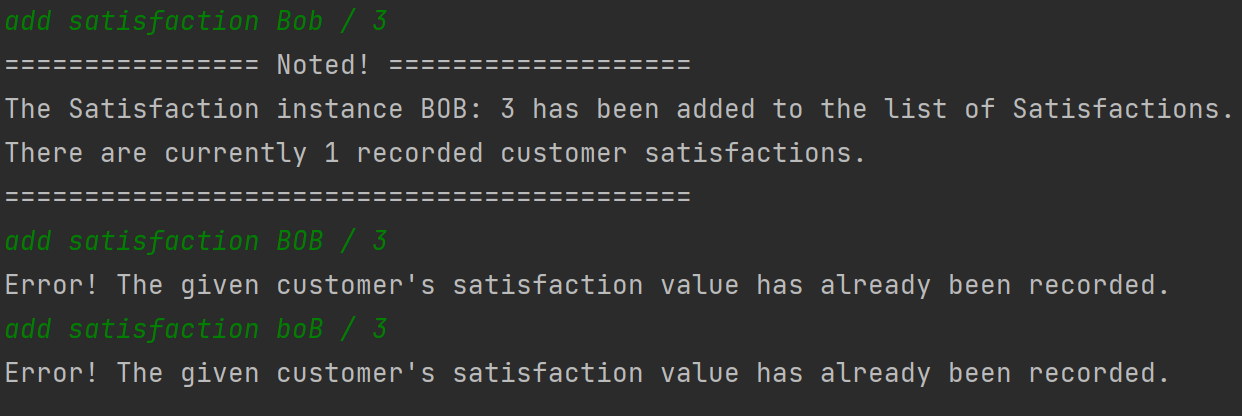 add satisfaction Bob / 3
================ Noted! ===================
The Satisfaction instance BOB: 3 has been added to the list of Satisfactions.
There are currently 1 recorded customer satisfactions.
===========================================
add satisfaction BOB / 3
Error! The given customer's satisfaction value has already been recorded.
add satisfaction boB / 3
Error! The given customer's satisfaction value has already been recorded.